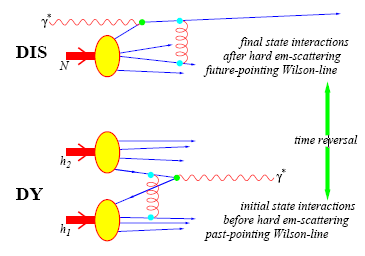 γ*
DIS
N
final state interactions
after hard em-scattering
future-pointing Wilson-line
time reversal
h₂
γ*
DY
h₁
initial state interactions
before hard em-scattering
past-pointing Wilson-line